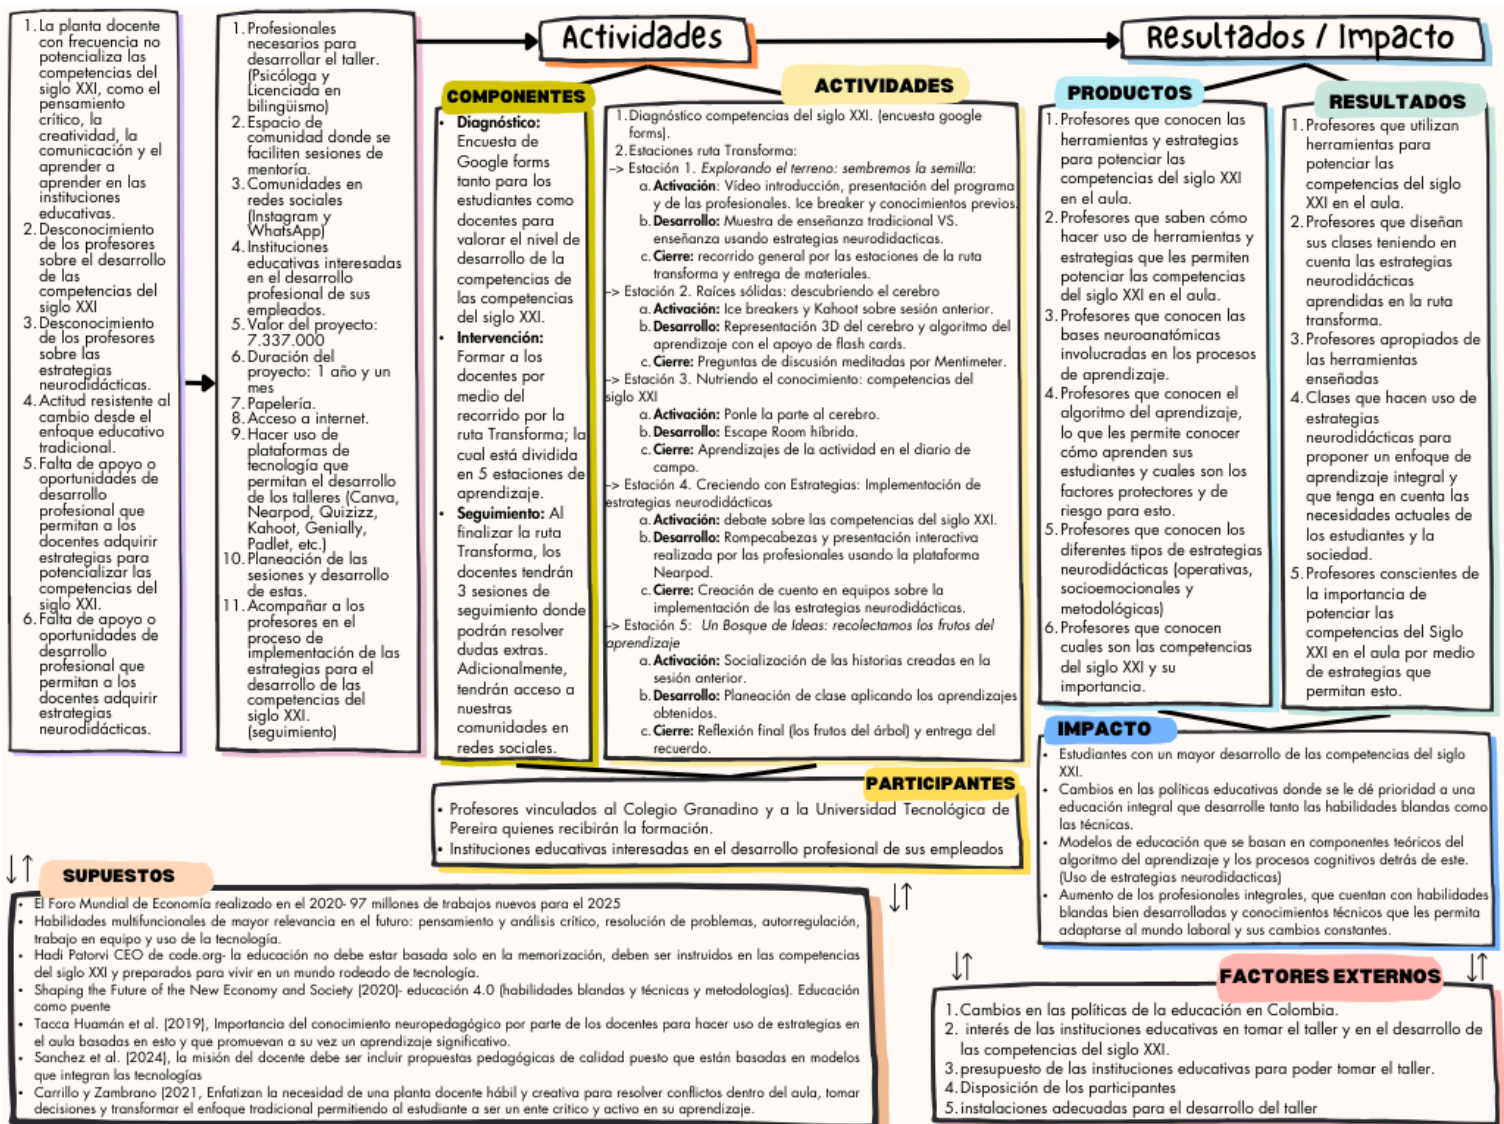 1. La planta docente
con frecuencia no
potencializa las
competencias del
siglo XXI, como el
pensamiento
crítico, la
creatividad, la
comunicación y el
aprender a
aprender en las
instituciones
educativas.
2. Desconocimiento
de los profesores
sobre el desarrollo
de las
competencias del
siglo XXI
3. Desconocimiento
de los profesores
sobre las
estrategias
neurodidácticas.
4. Actitud resistente al
cambio desde el
enfoque educativo
tradicional.
5. Falta de apoyo o
oportunidades de
desarrollo
profesional que
permitan a los
docentes adquirir
estrategias para
potencializar las
competencias del
siglo XXI.
6. Falta de apoyo o
oportunidades de
desarrollo
profesional que
permitan a los
docentes adquirir
estrategias
neurodidácticas.
1. Profesionales
necesarios para
desarrollar el taller.
(Psicóloga y
Licenciada en
bilingüismo)
2. Espacio de
comunidad donde se
faciliten sesiones de
mentoría.
3. Comunidades en
redes sociales
(Instagram y
WhatsApp)
4. Instituciones
educativas interesadas
en el desarrollo
profesional de sus
empleados.
5. Valor del proyecto:
7.337.000
6. Duración del
proyecto: 1 año y un
mes
7. Papelería.
8. Acceso a internet.
9. Hacer uso de
plataformas de
tecnología que
permitan el desarrollo
de los talleres (Canva,
Nearpod, Quizizz,
Kahoot, Genially,
Padlet, etc.)
10. Planeación de las
sesiones y desarrollo
de estas.
11. Acompañar a los
profesores en el
proceso de
implementación de las
estrategias para el
desarrollo de las
competencias del
siglo XXI.
(seguimiento)
Actividades
COMPONENTES
• Diagnóstico:
Encuesta de
Google forms
tanto para los
estudiantes como
docentes para
valorar el nivel de
desarrollo de la
competencias de
las competencias
del siglo XXI.
• Intervención:
Formar a los
docentes por
medio del
recorrido por la
ruta Transforma; la
cual está dividida
en 5 estaciones de
aprendizaje.
• Seguimiento: Al
finalizar la ruta
Transforma, los
docentes tendrán
3 sesiones de
seguimiento donde
podrán resolver
dudas extras.
Adicionalmente,
tendrán acceso a
nuestras
comunidades en
redes sociales.
ACTIVIDADES
1. Diagnóstico competencias del siglo XXI. (encuesta google
forms).
2. Estaciones ruta Transforma:
-> Estación 1. Explorando el terreno: sembremos la semilla:
a. Activación: Vídeo introducción, presentación del programa
y de las profesionales. Ice breaker y conocimientos previos.
b. Desarrollo: Muestra de enseñanza tradicional VS.
enseñanza usando estrategias neurodidacticas.
c. Cierre: recorrido general por las estaciones de la ruta
transforma y entrega de materiales.
-> Estación 2. Raíces sólidas: descubriendo el cerebro
a. Activación: Ice breakers y Kahoot sobre sesión anterior.
b. Desarrollo: Representación 3D del cerebro y algoritmo del
aprendizaje con el apoyo de flash cards.
c. Cierre: Preguntas de discusión meditadas por Mentimeter.
-> Estación 3. Nutriendo el conocimiento: competencias del
siglo XXI
a. Activación: Ponle la parte al cerebro.
b. Desarrollo: Escape Room híbrida.
c. Cierre: Aprendizajes de la actividad en el diario de
campo.
-> Estación 4. Creciendo con Estrategias: Implementación de
estrategias neurodidácticas
a. Activación: debate sobre las competencias del siglo XXI.
b. Desarrollo: Rompecabezas y presentación interactiva
realizada por las profesionales usando la plataforma
Nearpod.
c. Cierre: Creación de cuento en equipos sobre la
implementación de las estrategias neurodidácticas.
-> Estación 5: Un Bosque de Ideas: recolectamos los frutos del
aprendizaje
a. Activación: Socialización de las historias creadas en la
sesión anterior.
b. Desarrollo: Planeación de clase aplicando los aprendizajes
obtenidos.
c. Cierre: Reflexión final (los frutos del árbol) y entrega del
recuerdo.
PARTICIPANTES
• Profesores vinculados al Colegio Granadino y a la Universidad Tecnológica de
Pereira quienes recibirán la formación.
• Instituciones educativas interesadas en el desarrollo profesional de sus empleados
Resultados / Impacto
PRODUCTOS
1. Profesores que conocen las
herramientas y estrategias
para potenciar las
competencias del siglo XXI
en el aula.
2. Profesores que saben cómo
hacer uso de herramientas y
estrategias que les permiten
potenciar las competencias
del siglo XXI en el aula.
3. Profesores que conocen las
bases neuroanatómicas
involucradas en los procesos
de aprendizaje.
4. Profesores que conocen el
algoritmo del aprendizaje,
lo que les permite conocer
cómo aprenden sus
estudiantes y cuales son los
factores protectores y de
riesgo para esto.
5. Profesores que conocen los
diferentes tipos de estrategias
neurodidácticas (operativas,
socioemocionales y
metodológicas)
6. Profesores que conocen
cuales son las competencias
del siglo XXI y su
importancia.
RESULTADOS
1. Profesores que utilizan
herramientas para
potenciar las
competencias del siglo
XXI en el aula.
2. Profesores que diseñan
sus clases teniendo en
cuenta las estrategias
neurodidácticas
aprendidas en la ruta
transforma.
3. Profesores apropiados de
las herramientas
enseñadas
4. Clases que hacen uso de
estrategias
neurodidácticas para
proponer un enfoque de
aprendizaje integral y
que tenga en cuenta las
necesidades actuales de
los estudiantes y la
sociedad.
5. Profesores conscientes de
la importancia de
potenciar las
competencias del Siglo
XXI en el aula por medio
de estrategias que
permitan esto.
IMPACTO
• Estudiantes con un mayor desarrollo de las competencias del siglo
XXI.
• Cambios en las políticas educativas donde se le dé prioridad a una
educación integral que desarrolle tanto las habilidades blandas como
las técnicas.
• Modelos de educación que se basan en componentes teóricos del
algoritmo del aprendizaje y los procesos cognitivos detrás de este.
(Uso de estrategias neurodidacticas)
• Aumento de los profesionales integrales, que cuentan con habilidades
blandas bien desarrolladas y conocimientos técnicos que les permita
adaptarse al mundo laboral y sus cambios constantes.
SUPUESTOS
• El Foro Mundial de Economía realizado en el 2020- 97 millones de trabajos nuevos para el 2025
• Habilidades multifuncionales de mayor relevancia en el futuro: pensamiento y análisis crítico, resolución de problemas, autorregulación,
trabajo en equipo y uso de la tecnología.
• Hadi Patorvi CEO de code.org- la educación no debe estar basada solo en la memorización, deben ser instruidos en las competencias
del siglo XXI y preparados para vivir en un mundo rodeado de tecnología.
• Shaping the Future of the New Economy and Society (2020)- educación 4.0 (habilidades blandas y técnicas y metodologías). Educación
como puente
• Tacca Huamán et al. (2019), Importancia del conocimiento neuropedagógico por parte de los docentes para hacer uso de estrategias en
el aula basadas en esto y que promuevan a su vez un aprendizaje significativo.
• Sanchez et al. (2024), la misión del docente debe ser incluir propuestas pedagógicas de calidad puesto que están basadas en modelos
que integran las tecnologías
• Carrillo y Zambrano (2021, Enfatizan la necesidad de una planta docente hábil y creativa para resolver conflictos dentro del aula, tomar
decisiones y transformar el enfoque tradicional permitiendo al estudiante a ser un ente critico y activo en su aprendizaje.
FACTORES EXTERNOS
1. Cambios en las políticas de la educación en Colombia.
2. interés de las instituciones educativas en tomar el taller y en el desarrollo de
las competencias del siglo XXI.
3. presupuesto de las instituciones educativas para poder tomar el taller.
4. Disposición de los participantes
5. instalaciones adecuadas para el desarrollo del taller